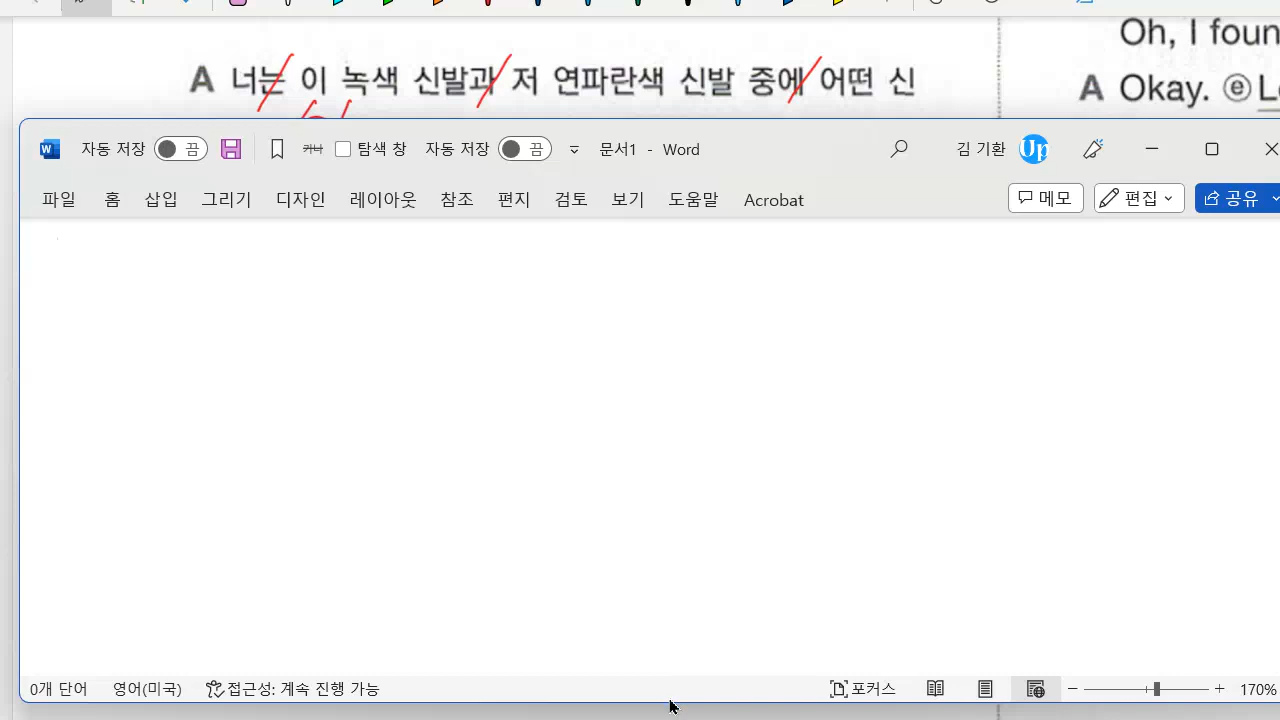 Oh, I foun
A 너는 이 녹색 신발과 저 연파란색 신발 중에 어떤 신
A Okay. ⓔ Le
자동 저장 끔 가나 탐색 창 자동 저장 끔 문서1 - Word 김 기환 Up
파일 홈 삽입 그리기 디자인 레이아웃 참조 편지 검토 보기 도움말 Acrobat 메모 편집 공유
0개 단어 영어(미국) 접근성: 계속 진행 가능 포커스 170%